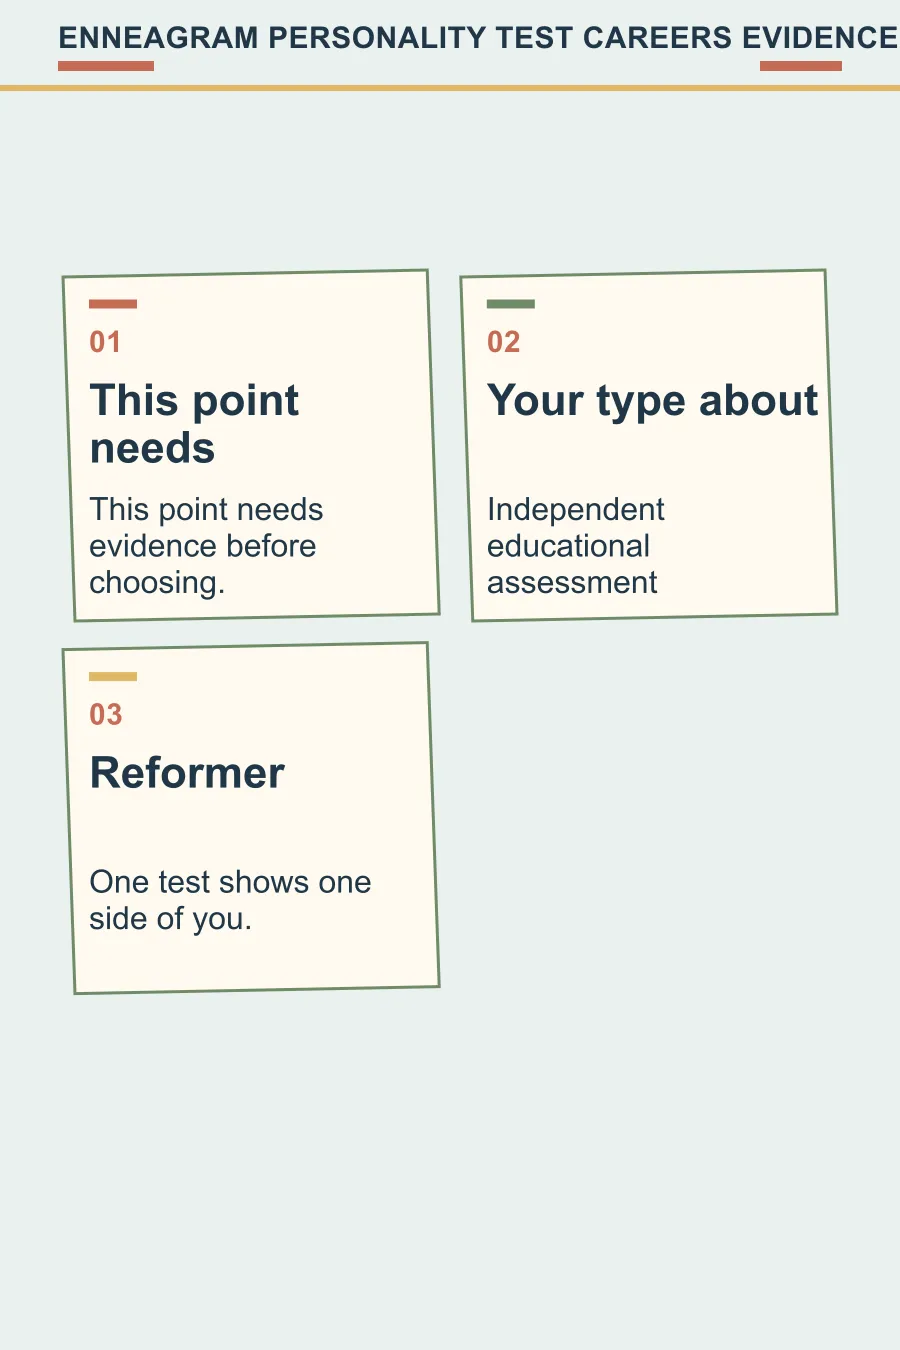 ENNEAGRAM PERSONALITY TEST CAREERS EVIDENCE
01
This point
needs
This point needs
evidence before
choosing.
02
Your type about
Independent
educational
assessment
03
Reformer
One test shows one
side of you.